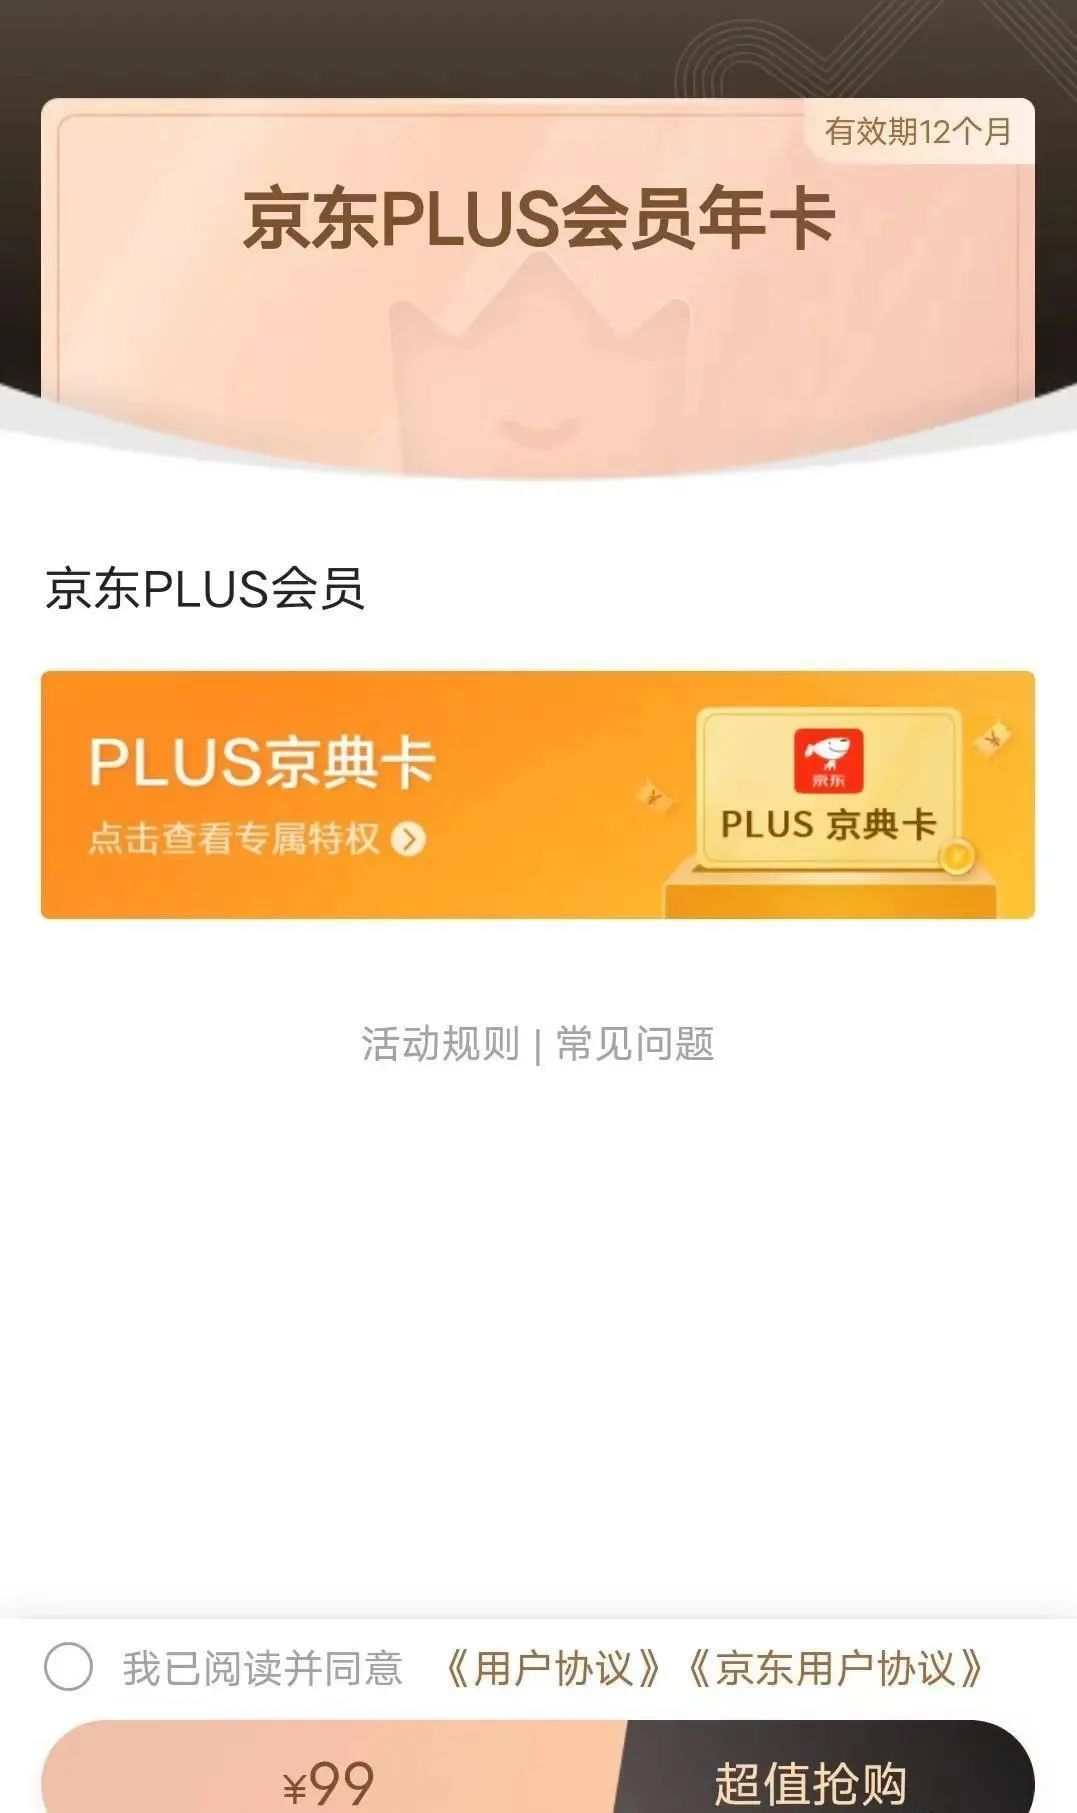 有效期12个月
京东PLUS会员年卡
京东PLUS会员
PLUS京典卡
点击查看专属特权
京东
PLUS 京典卡
活动规则 | 常见问题
我已阅读并同意 《用户协议》《京东用户协议》
¥99 超值抢购